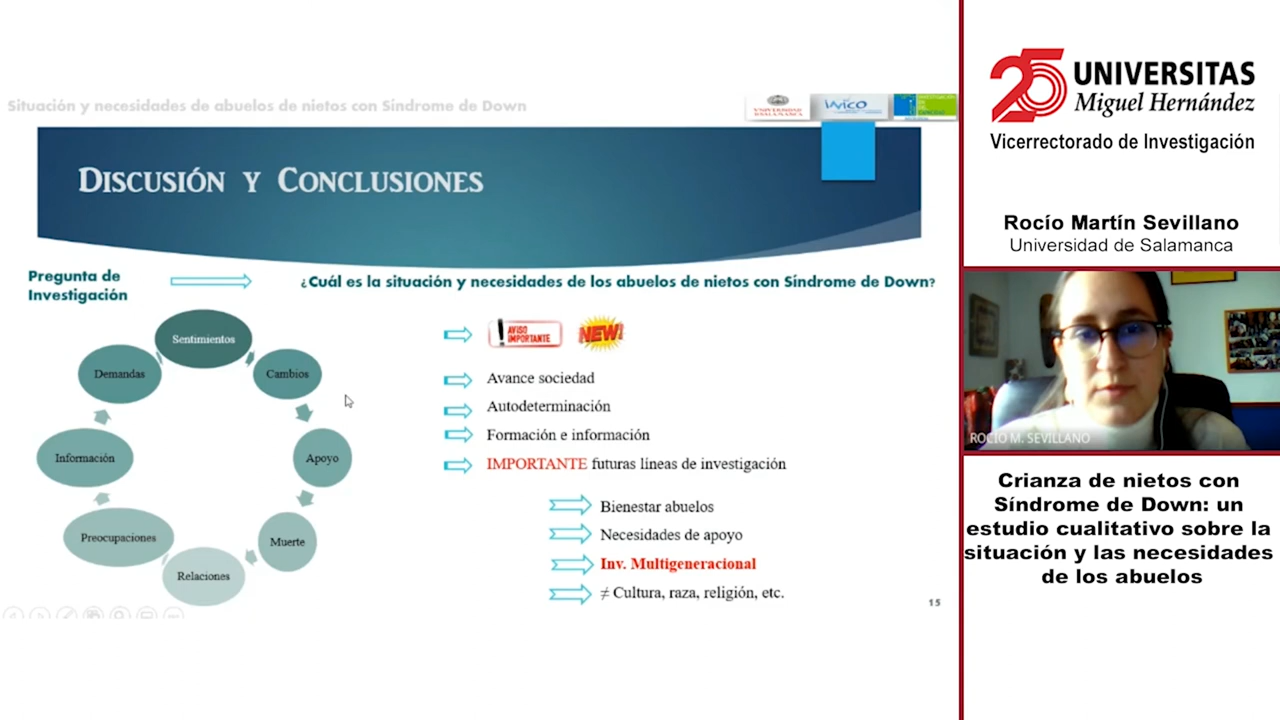 Situación y necesidades de abuelos de nietos con Síndrome de Down
UNIVERSIDAD
D SALAMANCA
INICO
DISCUSIÓN Y CONCLUSIONES
Pregunta de
Investigación
¿Cuál es la situación y necesidades de los abuelos de nietos con Síndrome de Down?
Sentimientos
Cambios
Apoyo
Muerte
Relaciones
Preocupaciones
Información
Demandas
! AVISO
IMPORTANTE
NEW!
Avance sociedad
Autodeterminación
Formación e información
IMPORTANTE futuras líneas de investigación
Bienestar abuelos
Necesidades de apoyo
Inv. Multigeneracional
≠ Cultura, raza, religión, etc.
15
25 UNIVERSITAS
Miguel Hernández
Vicerrectorado de Investigación
Rocío Martín Sevillano
Universidad de Salamanca
ROCIO M. SEVILLANO
Crianza de nietos con
Síndrome de Down: un
estudio cualitativo sobre la
situación y las necesidades
de los abuelos